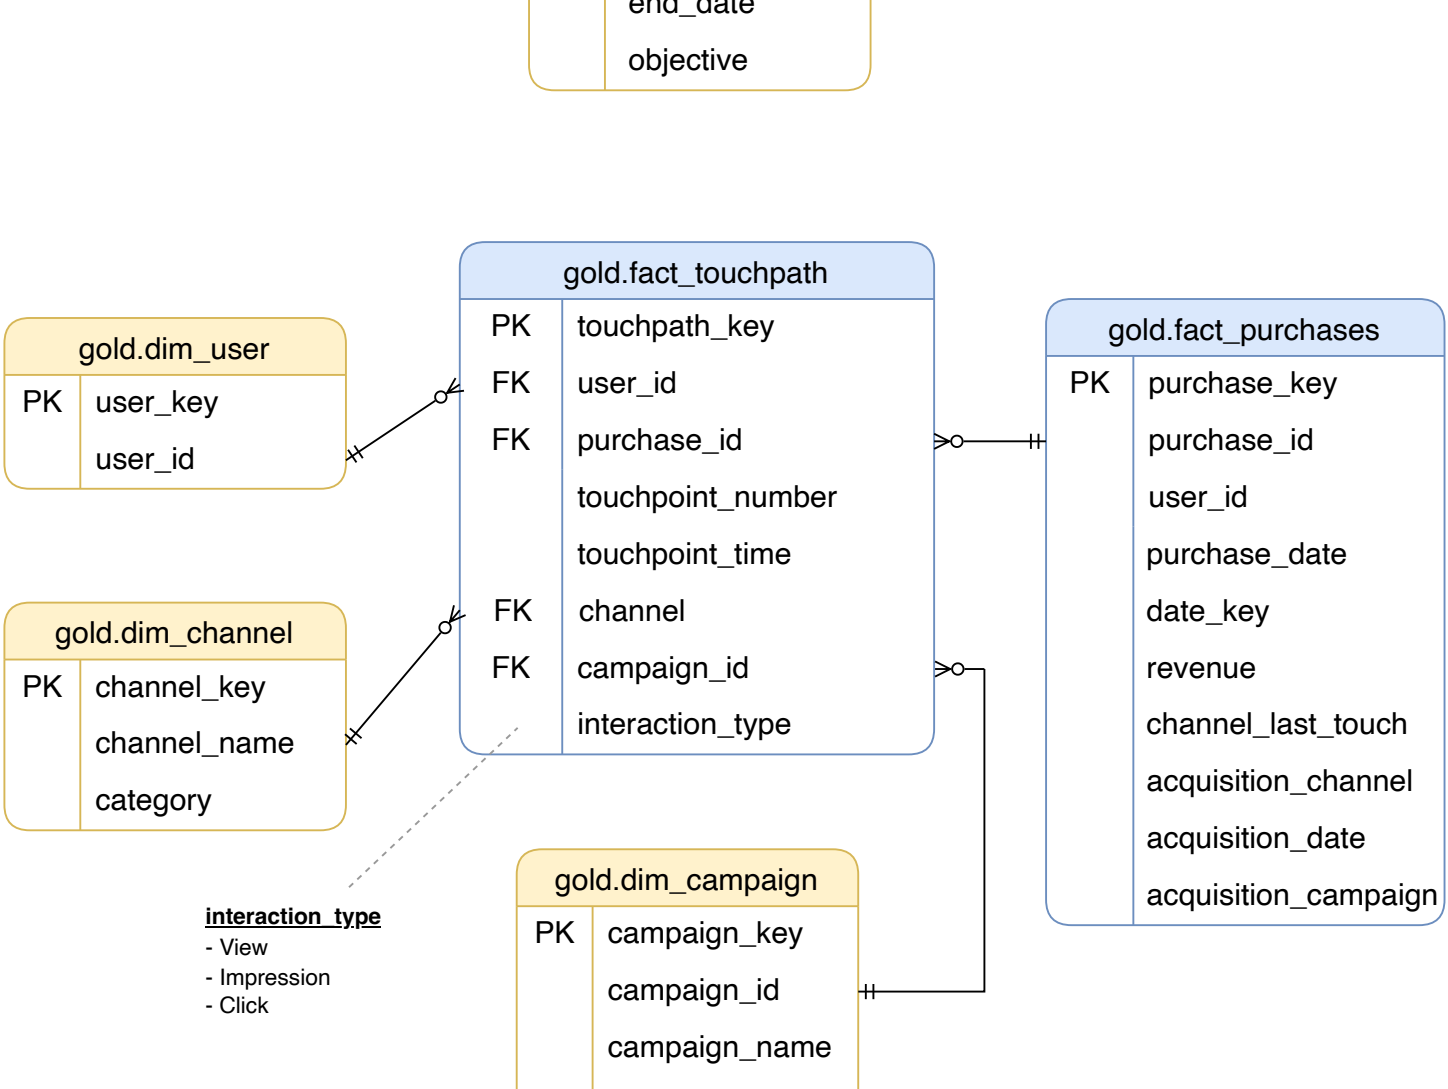 end_date
objective
gold.fact_touchpath
PK touchpath_key
FK user_id
FK purchase_id
touchpoint_number
touchpoint_time
FK channel
FK campaign_id
interaction_type
gold.dim_user
PK user_key
user_id
gold.dim_channel
PK channel_key
channel_name
category
gold.fact_purchases
PK purchase_key
purchase_id
user_id
purchase_date
date_key
revenue
channel_last_touch
acquisition_channel
acquisition_date
acquisition_campaign
interaction_type
- View
- Impression
- Click
gold.dim_campaign
PK campaign_key
campaign_id
campaign_name